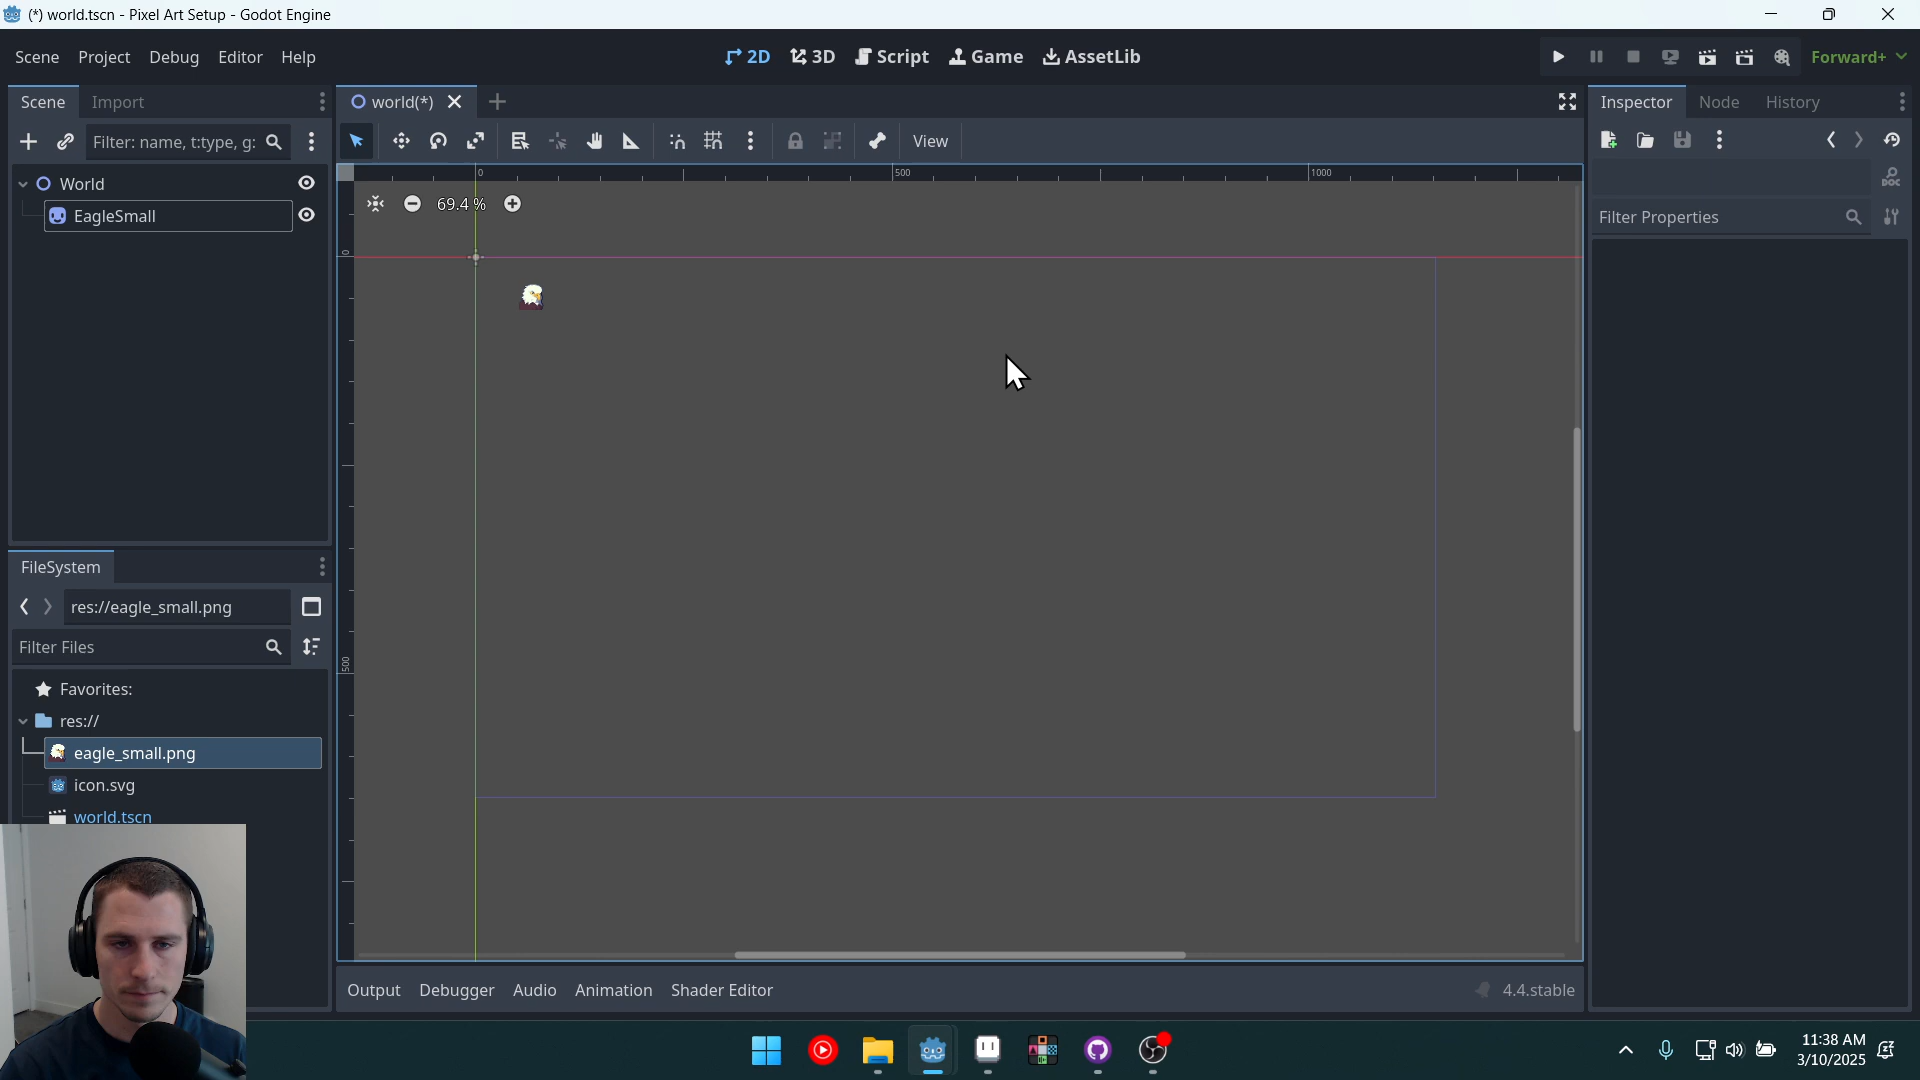 (*) world.tscn - Pixel Art Setup - Godot Engine
Scene Project Debug Editor Help 2D 3D Script Game AssetLib Forward+
Scene Import world(*) Inspector Node History
Filter: name, t:type, g: View
0 500 1000
World
69.4 %
EagleSmall
Filter Properties
0
FileSystem
res://eagle_small.png
Filter Files
500
Favorites:
res://
eagle_small.png
icon.svg
world.tscn
Output Debugger Audio Animation Shader Editor 4.4.stable
11:38 AM
3/10/2025